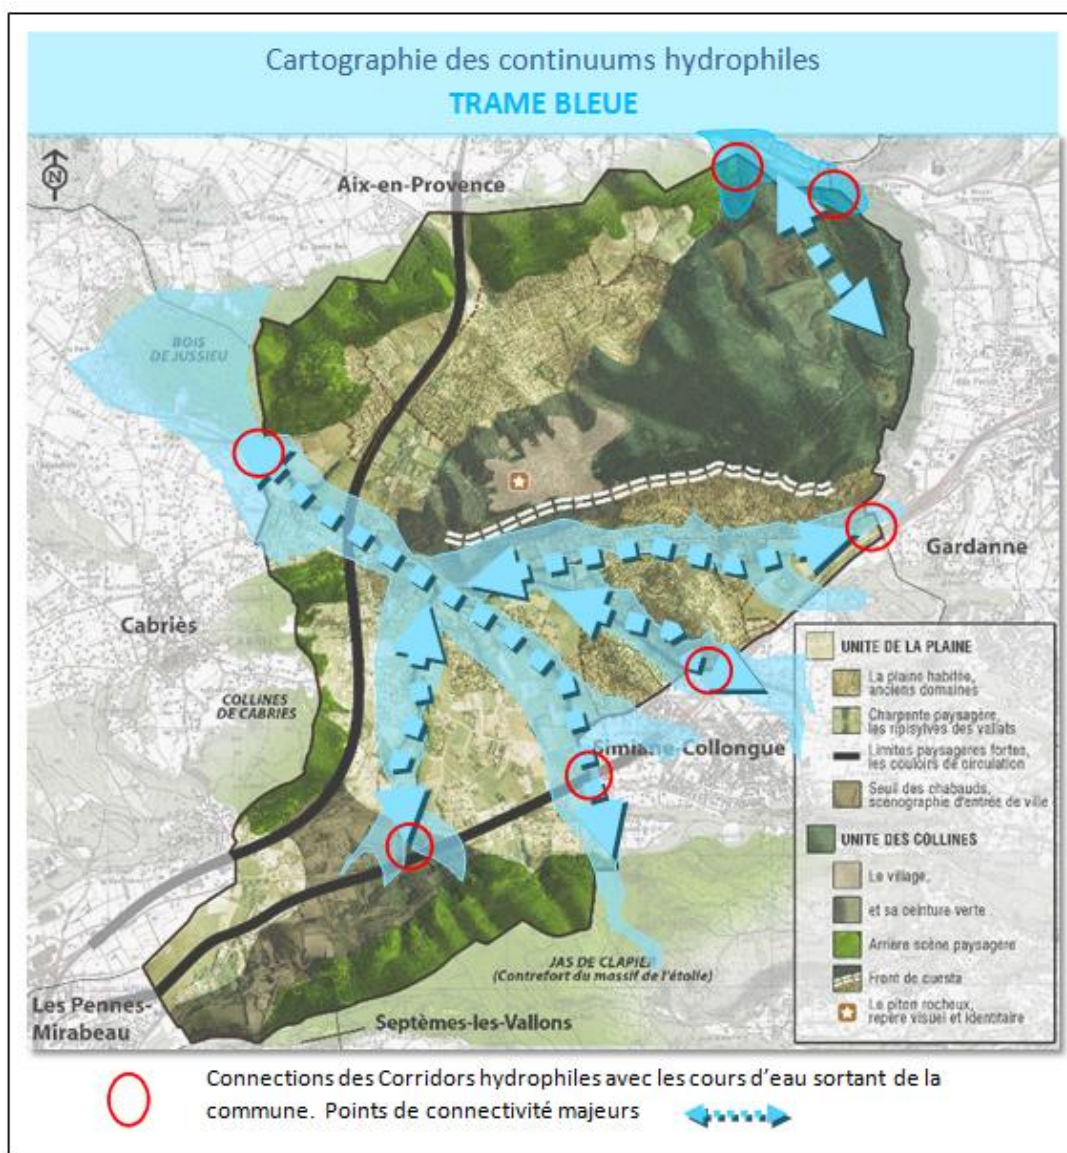 Cartographie des continuums hydrophiles
TRAME BLEUE
N
Aix-en-Provence
BOIS
DE JUSSIEU
Gardanne
Cabriès
COLLINES
DE CABRIES
Simiane-Collongue
JAS DE CLAPIER
(Contrefort du massif de l'étoile)
Les Pennes-
Mirabeau
Septèmes-les-Vallons
UNITE DE LA PLAINE
La plaine habitée,
anciens domaines
Charpente paysagère,
les ripisylves des vallats
Limites paysageres fortes,
les couloirs de circulation
Seuil des chabauds,
scenographie d'entrée de ville
UNITE DES COLLINES
Le village,
et sa ceinture verte
Arrière scène paysagère
Front de cuesta
Le piton rocheux,
repère visuel et identitaire
Connections des Corridors hydrophiles avec les cours d'eau sortant de la
commune. Points de connectivité majeurs